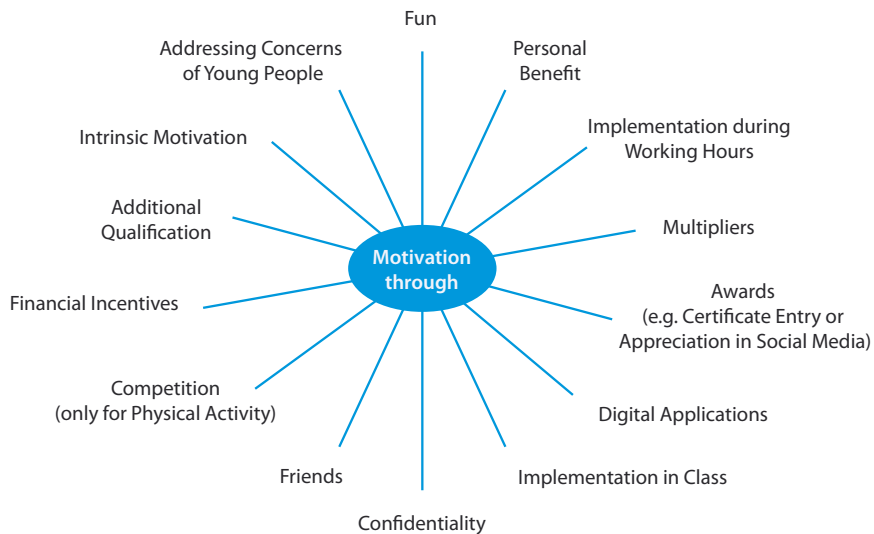 Fun
Addressing Concerns
of Young People
Personal
Benefit
Intrinsic Motivation
Implementation during
Working Hours
Additional
Qualification
Multipliers
Motivation
through
Financial Incentives
Awards
(e.g. Certificate Entry or
Appreciation in Social Media)
Competition
(only for Physical Activity)
Digital Applications
Friends
Implementation in Class
Confidentiality